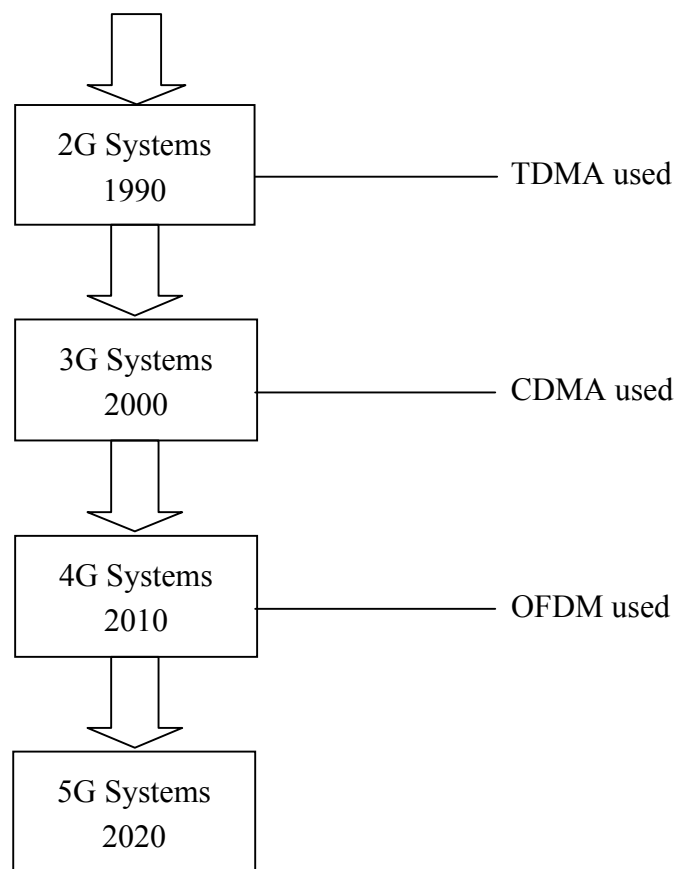 2G Systems
1990
TDMA used
3G Systems
2000
CDMA used
4G Systems
2010
OFDM used
5G Systems
2020